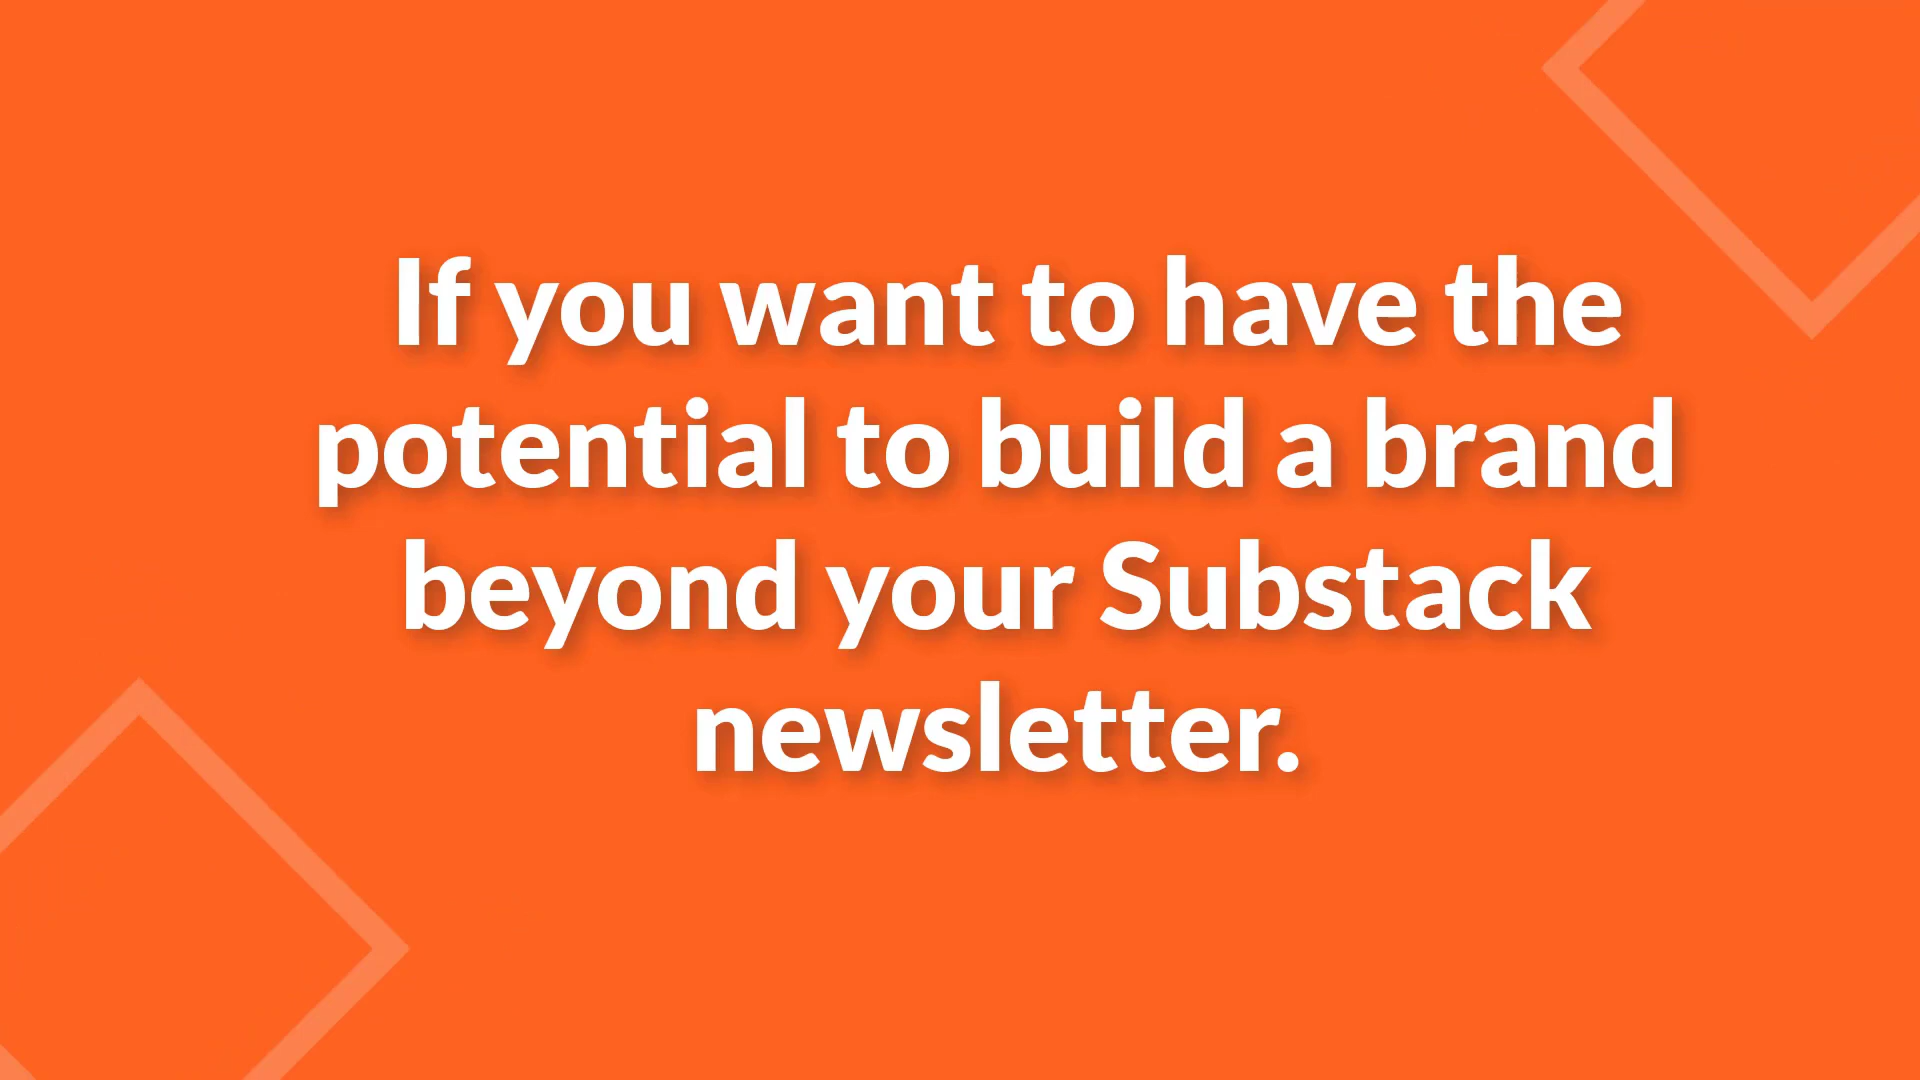 If you want to have the
potential to build a brand
beyond your Substack
newsletter.